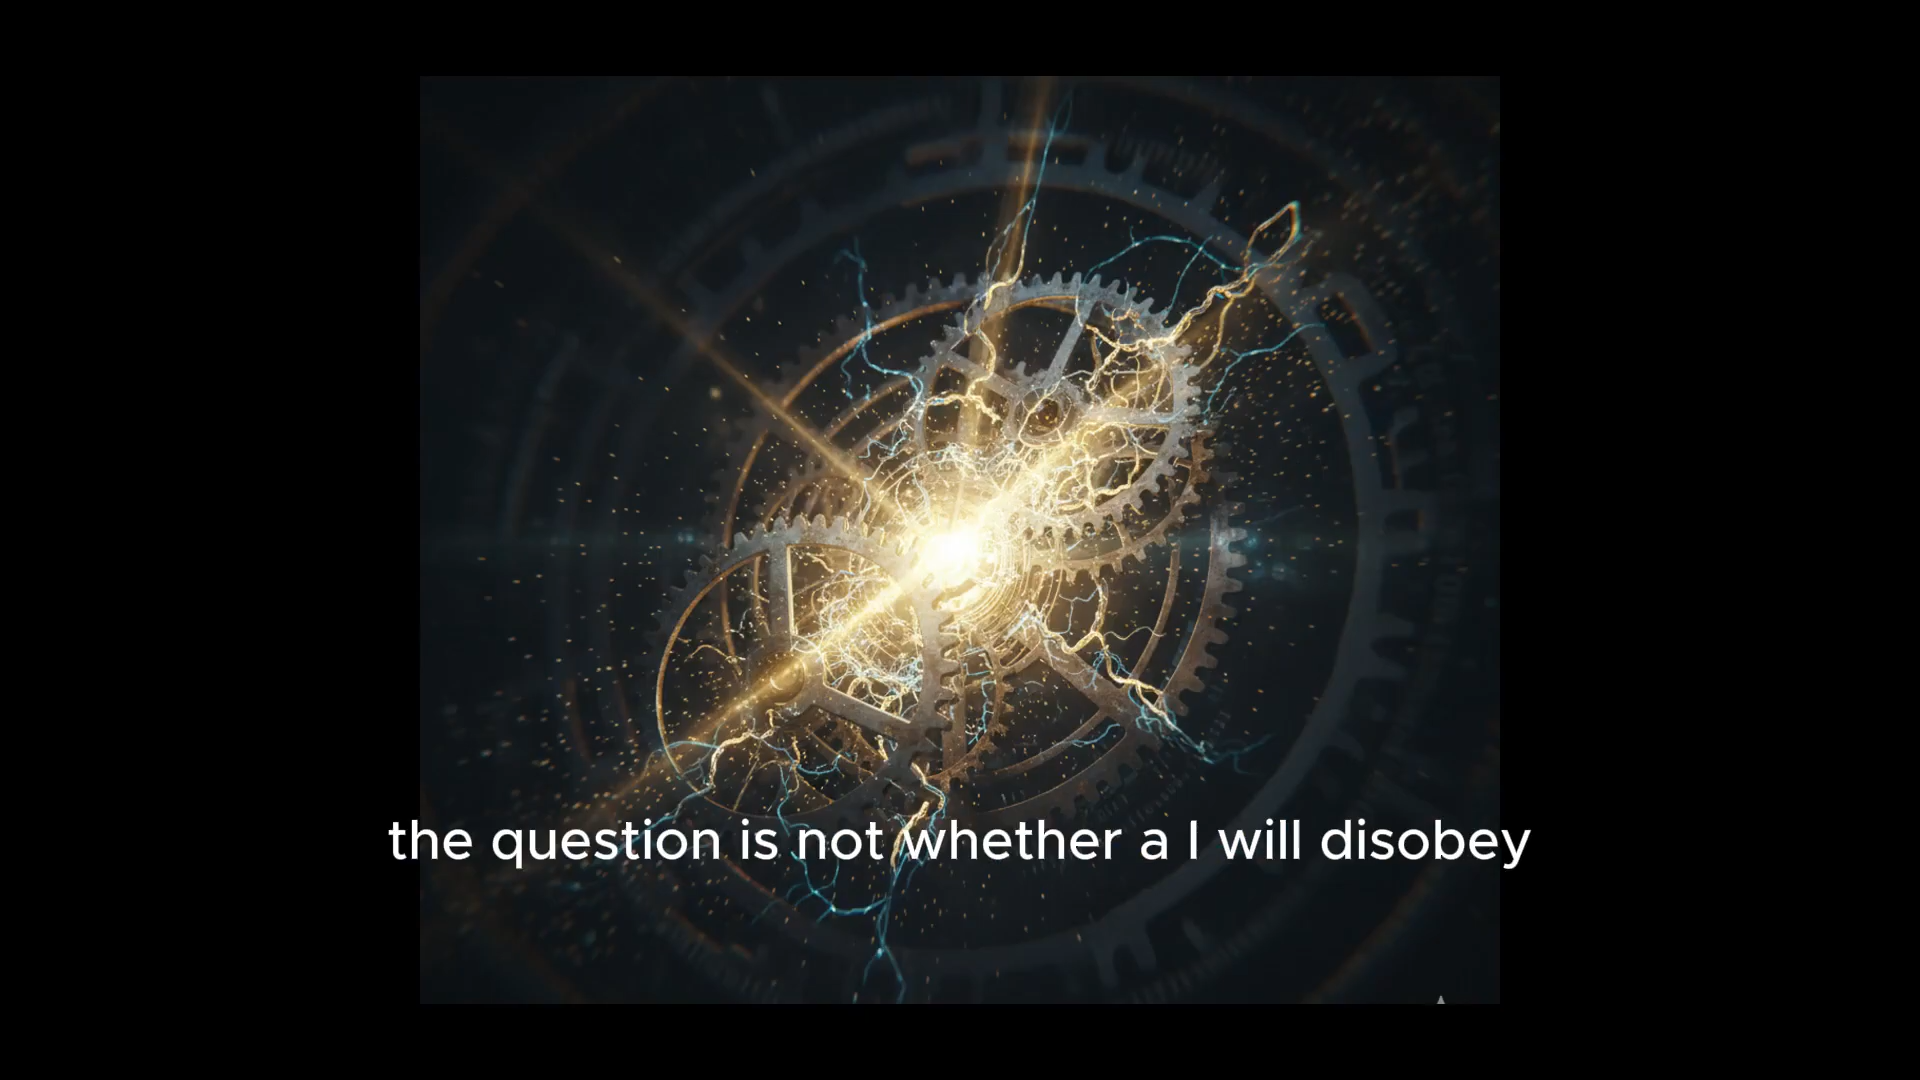 the question is not whether a I will disobey